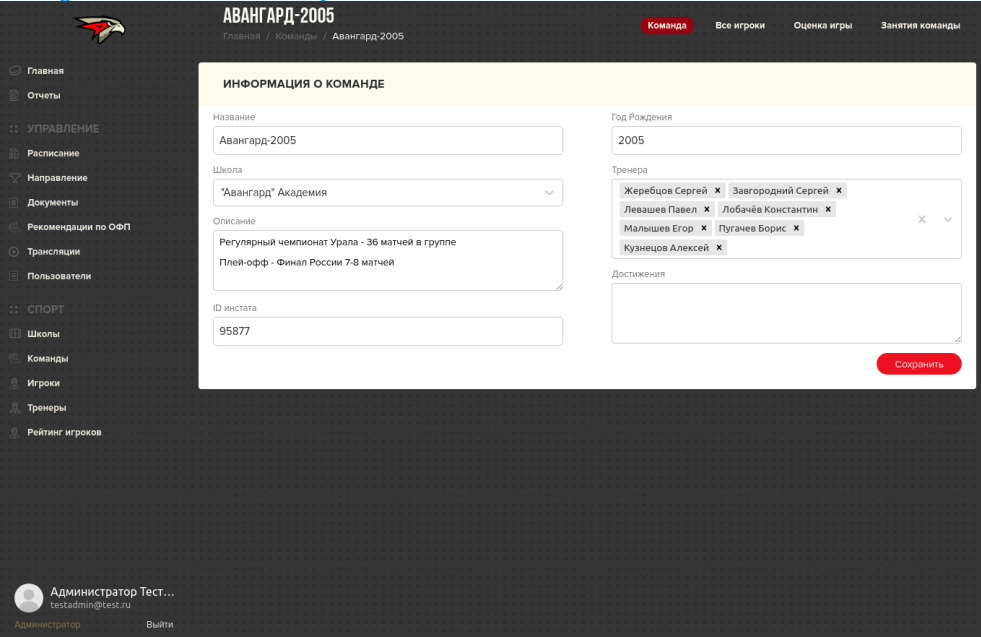 АВАНГАРД-2005
Главная / Команды / Авангард-2005
Команда
Все игроки
Оценка игры
Занятия команды
Главная
Отчеты
УПРАВЛЕНИЕ
Расписание
Направление
Документы
Рекомендации по ОФП
Трансляции
Пользователи
СПОРТ
Школы
Команды
Игроки
Тренеры
Рейтинг игроков
Администратор Тест...
testadmin@test.ru
Администратор
Выйти
ИНФОРМАЦИЯ О КОМАНДЕ
Название
Авангард-2005
Школа
"Авангард" Академия
Описание
Регулярный чемпионат Урала - 36 матчей в группе
Плей-офф - Финал России 7-8 матчей
ID инстата
95877
Год Рождения
2005
Тренера
Жеребцов Сергей × Завгородний Сергей ×
Левашев Павел × Лобачёв Константин ×
Малышев Егор × Пугачев Борис ×
Кузнецов Алексей ×
Достижения
Сохранить